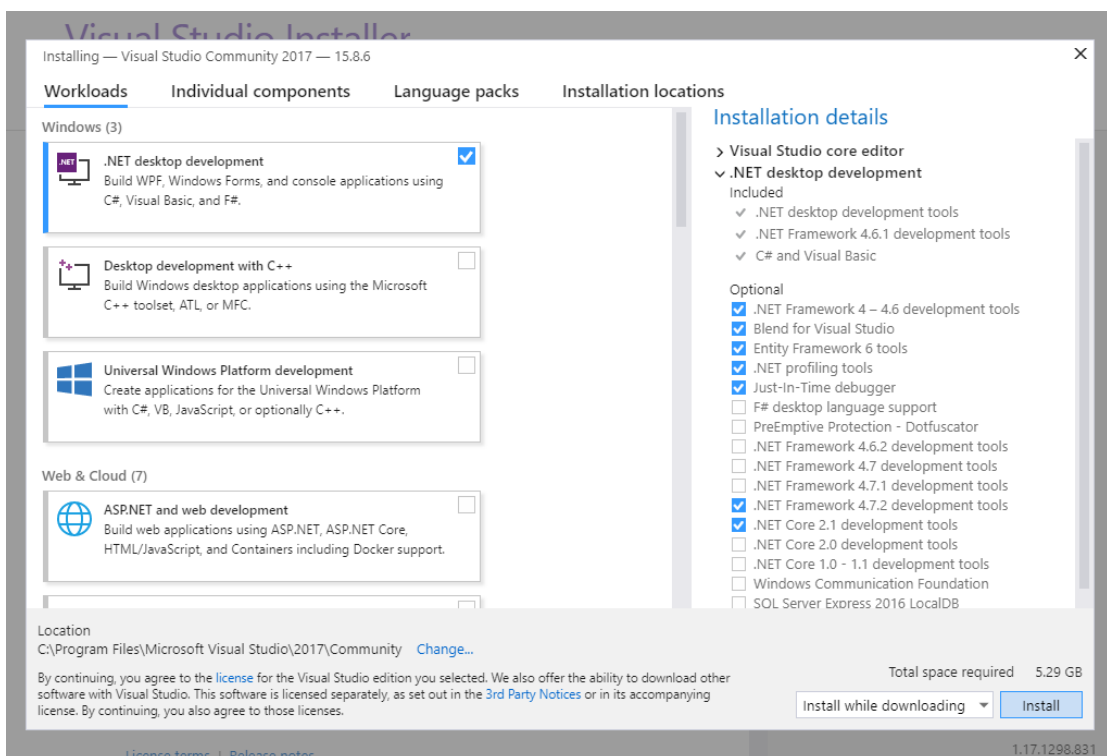 Visual Studio Installer
Installing — Visual Studio Community 2017 — 15.8.6
Workloads
Individual components
Language packs
Installation locations
Windows (3)
.NET
.NET desktop development
Build WPF, Windows Forms, and console applications using
C#, Visual Basic, and F#.
Desktop development with C++
Build Windows desktop applications using the Microsoft
C++ toolset, ATL, or MFC.
Universal Windows Platform development
Create applications for the Universal Windows Platform
with C#, VB, JavaScript, or optionally C++.
Web & Cloud (7)
ASP.NET and web development
Build web applications using ASP.NET, ASP.NET Core,
HTML/JavaScript, and Containers including Docker support.
Installation details
Visual Studio core editor
.NET desktop development
Included
.NET desktop development tools
.NET Framework 4.6.1 development tools
C# and Visual Basic
Optional
.NET Framework 4 – 4.6 development tools
Blend for Visual Studio
Entity Framework 6 tools
.NET profiling tools
Just-In-Time debugger
F# desktop language support
PreEmptive Protection - Dotfuscator
.NET Framework 4.6.2 development tools
.NET Framework 4.7 development tools
.NET Framework 4.7.1 development tools
.NET Framework 4.7.2 development tools
.NET Core 2.1 development tools
.NET Core 2.0 development tools
.NET Core 1.0 - 1.1 development tools
Windows Communication Foundation
SQL Server Express 2016 LocalDB
Location
C:\Program Files\Microsoft Visual Studio\2017\Community Change...
By continuing, you agree to the license for the Visual Studio edition you selected. We also offer the ability to download other
software with Visual Studio. This software is licensed separately, as set out in the 3rd Party Notices or in its accompanying
license. By continuing, you also agree to those licenses.
Total space required 5.29 GB
Install while downloading
Install
License terms | Release notes
1.17.1298.831